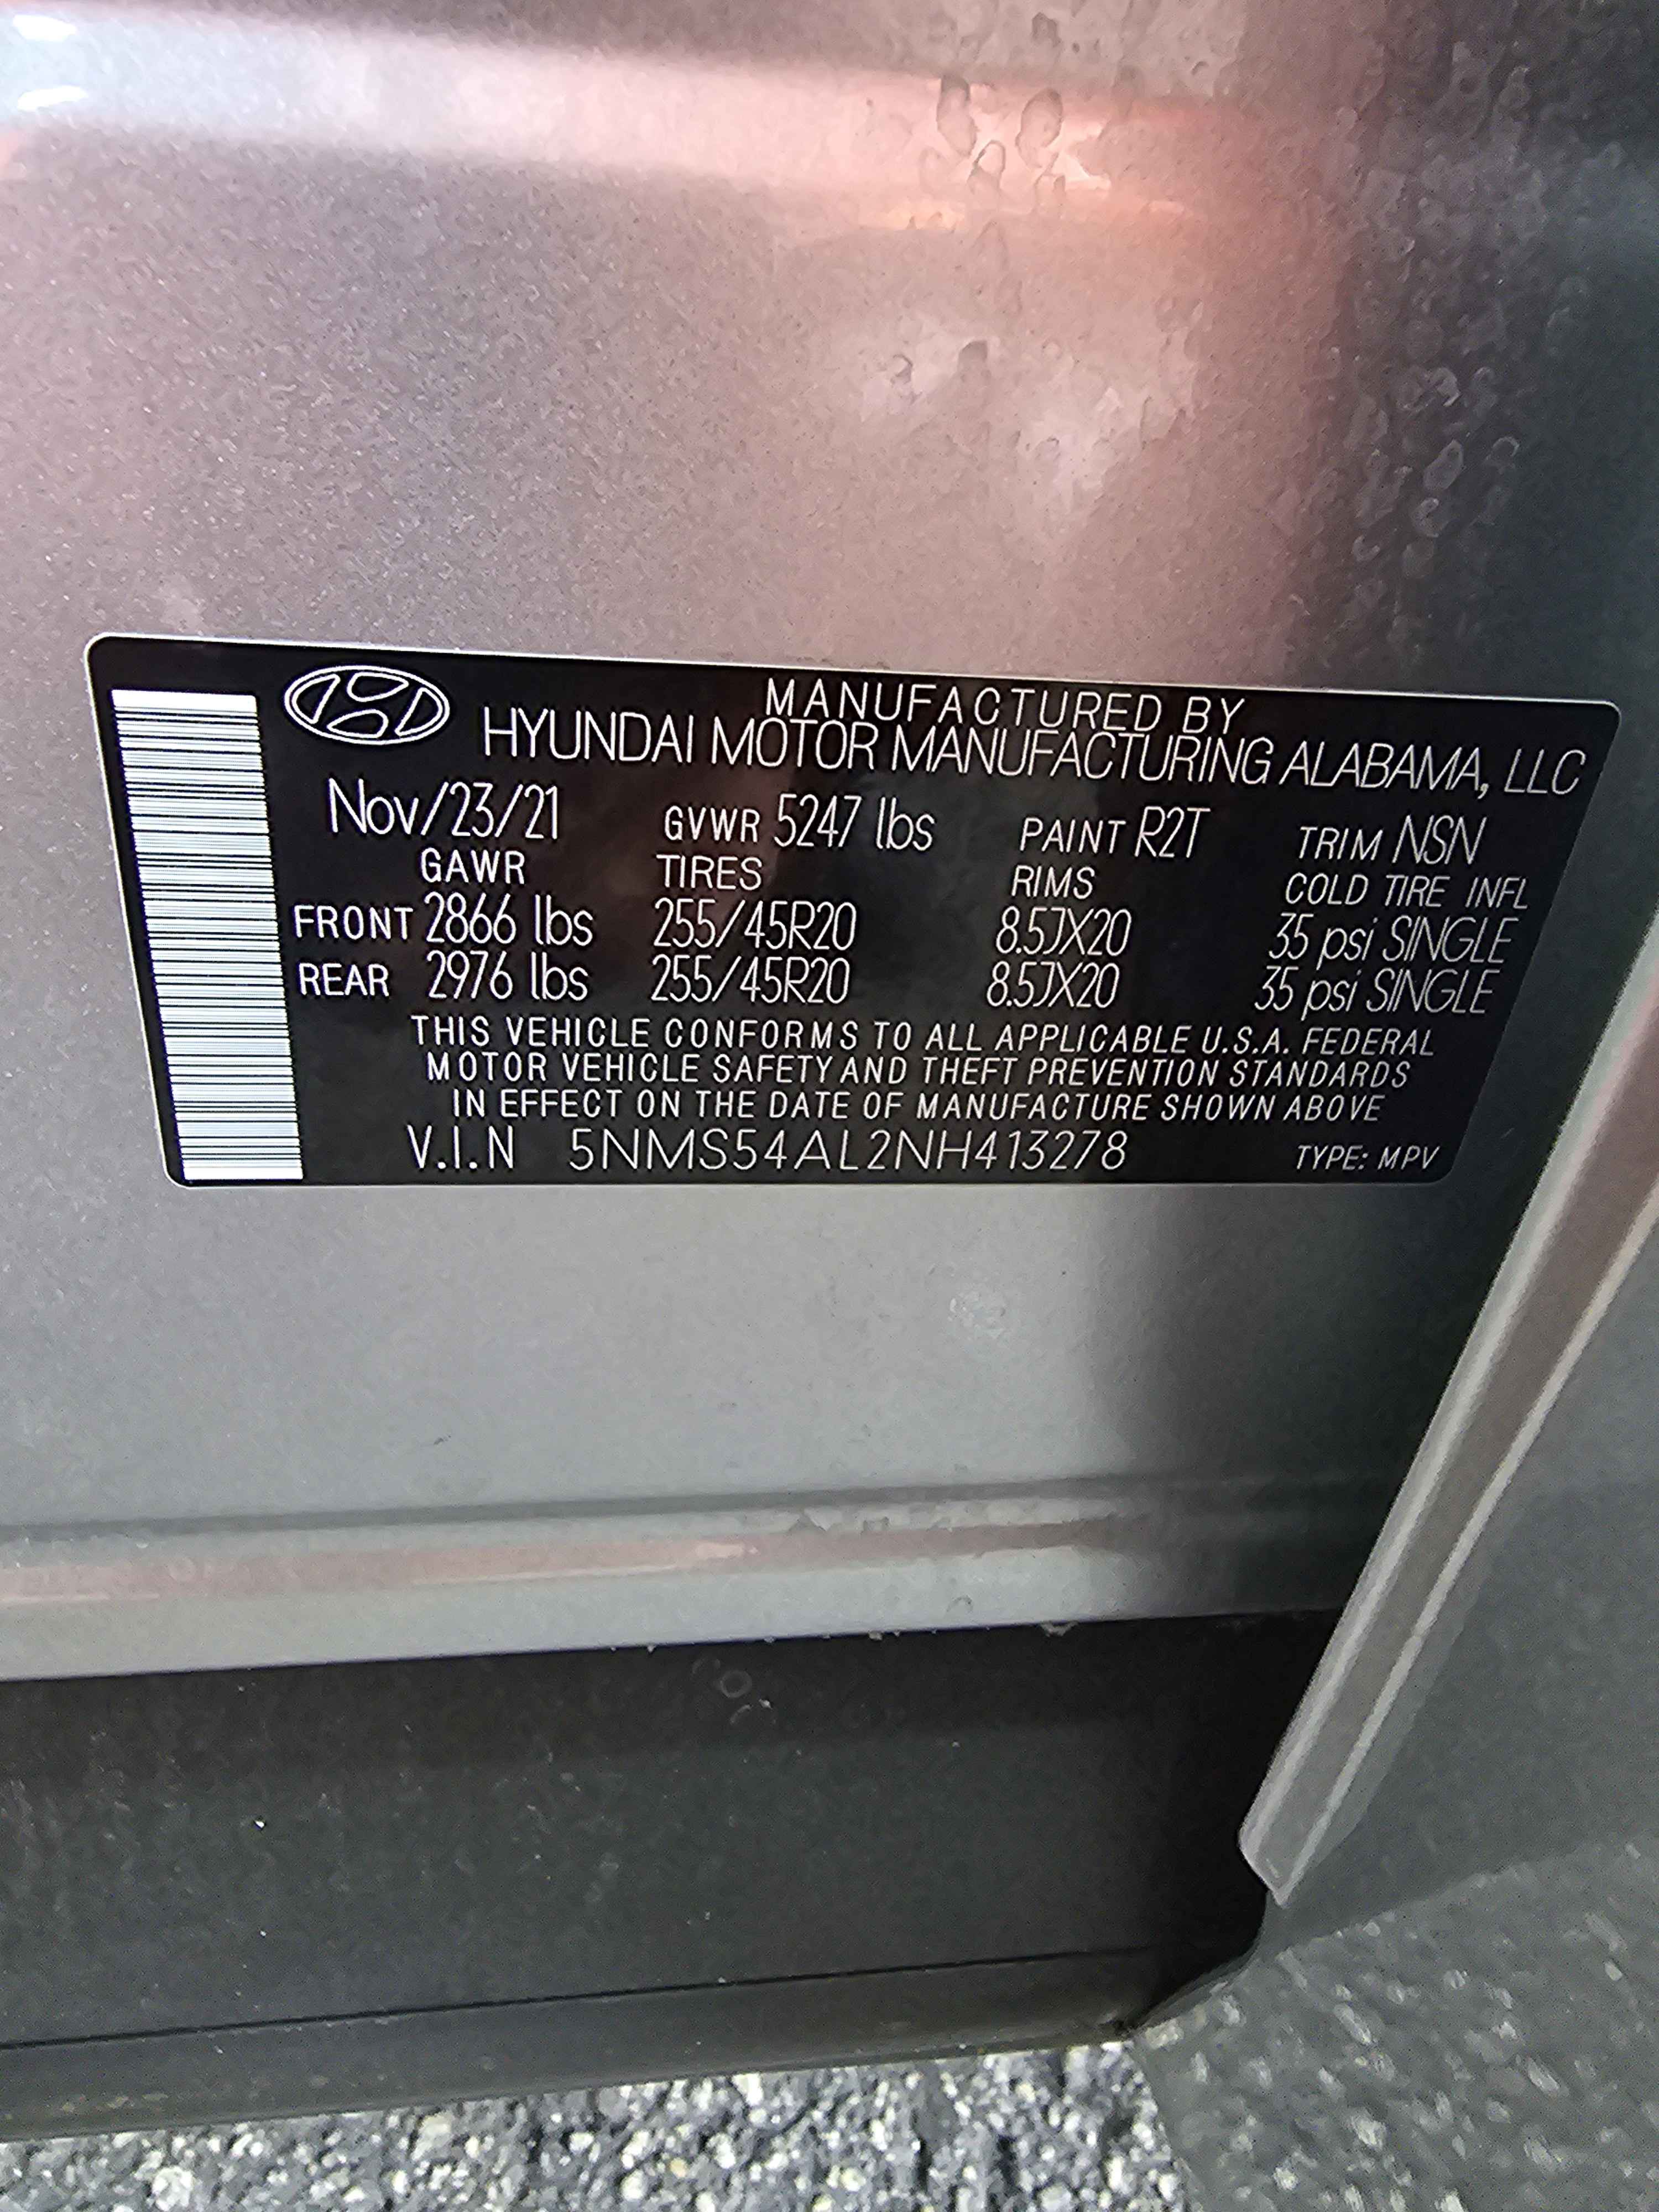 MANUFACTURED BY
HYUNDAI MOTOR MANUFACTURING ALABAMA, LLC
Nov/23/21 GVWR 5247 lbs PAINT R2T TRIM NSN
GAWR TIRES RIMS COLD TIRE INFL
FRONT 2866 lbs 255/45R20 8.5JX20 35 psi SINGLE
REAR 2976 lbs 255/45R20 8.5JX20 35 psi SINGLE
THIS VEHICLE CONFORMS TO ALL APPLICABLE U.S.A. FEDERAL
MOTOR VEHICLE SAFETY AND THEFT PREVENTION STANDARDS
IN EFFECT ON THE DATE OF MANUFACTURE SHOWN ABOVE
V.I.N 5NMS54AL2NH413278 TYPE: MPV